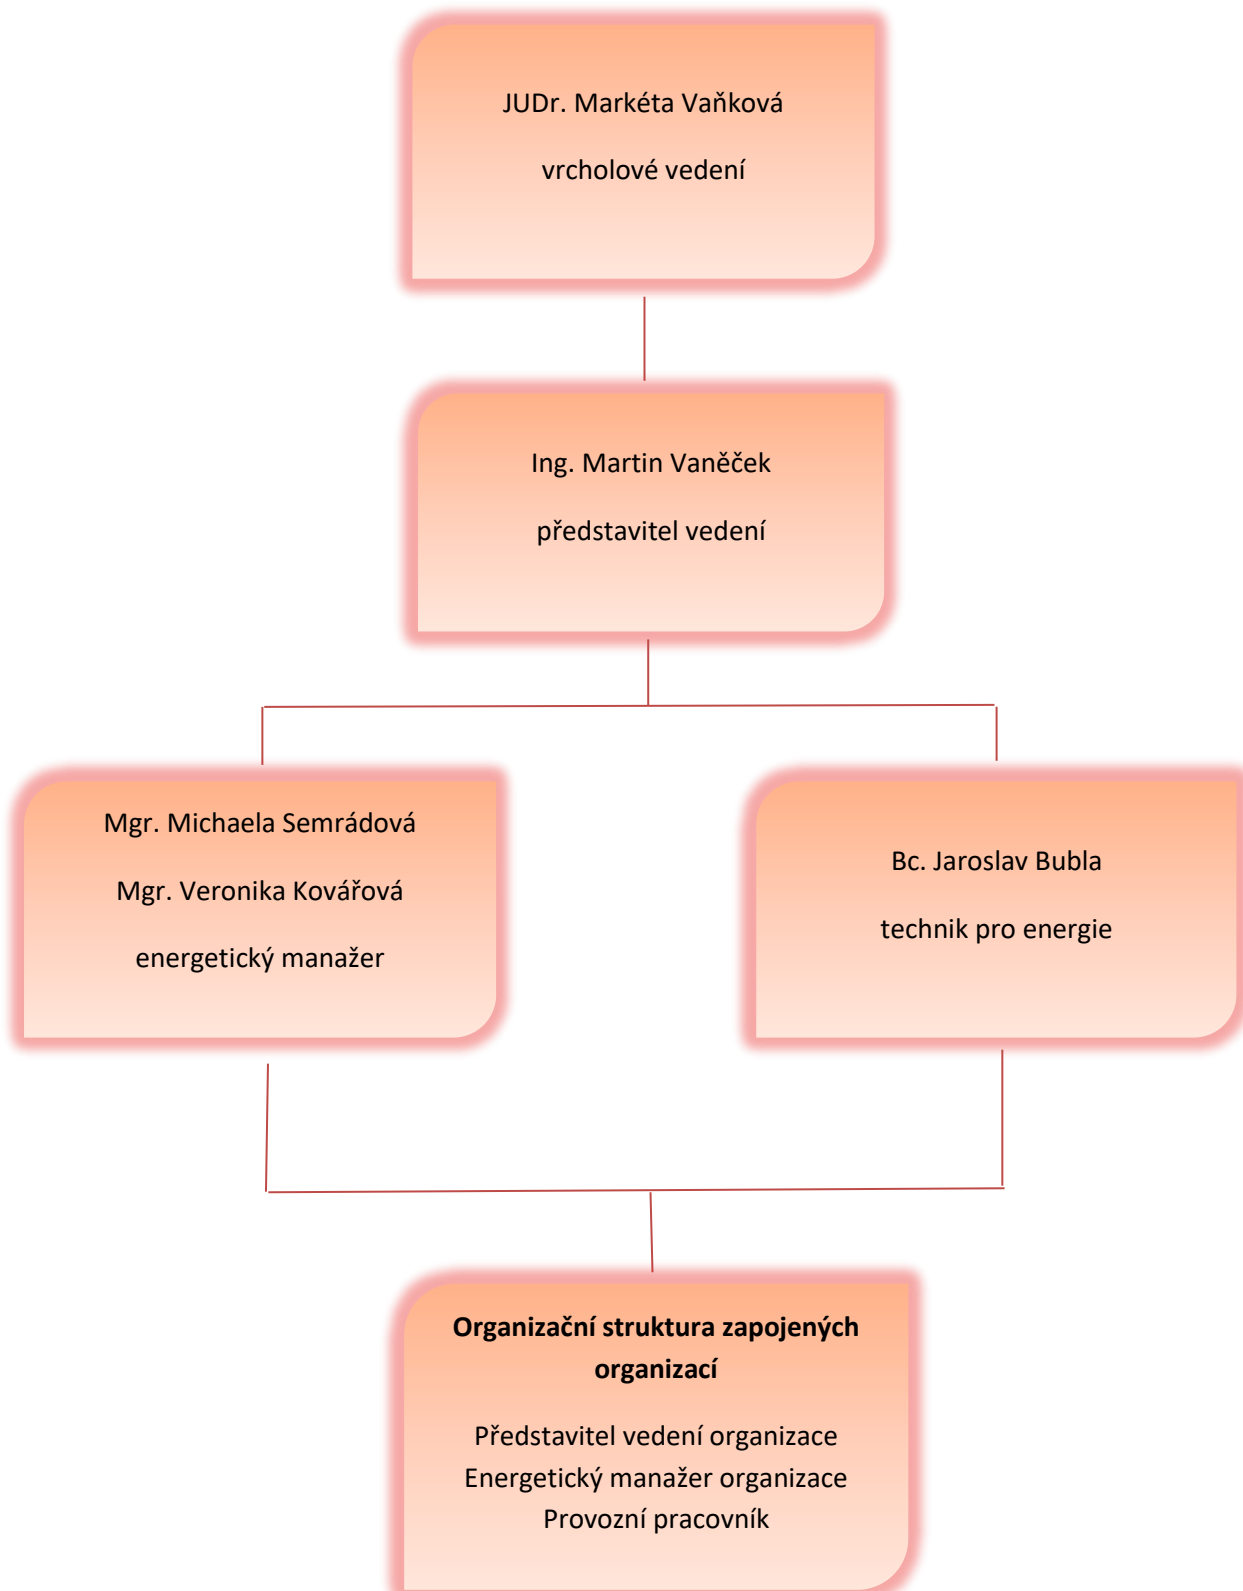 JUDr. Markéta Vaňková
vrcholové vedení
Ing. Martin Vaněček
představitel vedení
Mgr. Michaela Semrádová
Mgr. Veronika Kovářová
energetický manažer
Bc. Jaroslav Bubla
technik pro energie
Organizační struktura zapojených
organizací
Představitel vedení organizace
Energetický manažer organizace
Provozní pracovník